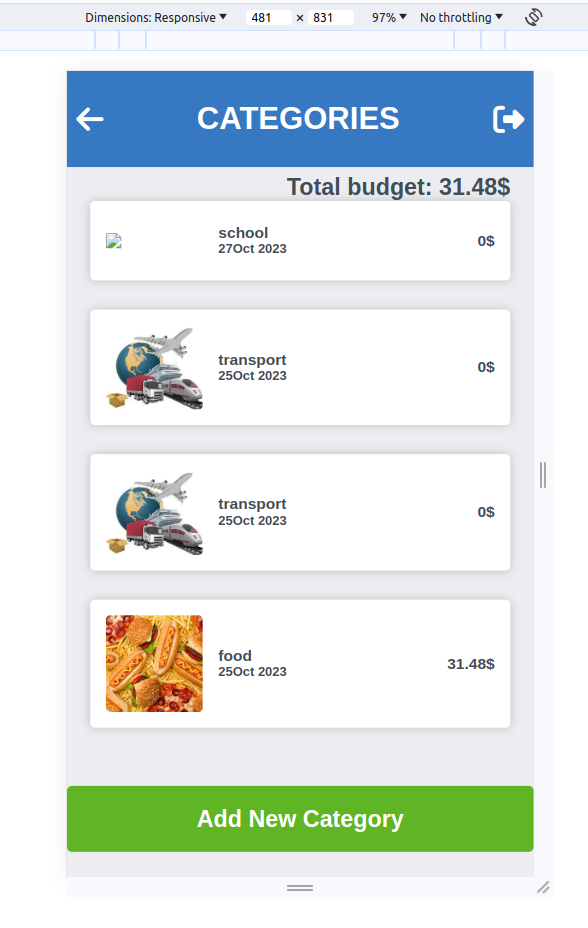 Dimensions: Responsive 481 × 831 97% No throttling
CATEGORIES
Total budget: 31.48$
school
27Oct 2023
0$
transport
25Oct 2023
0$
transport
25Oct 2023
0$
food
25Oct 2023
31.48$
Add New Category